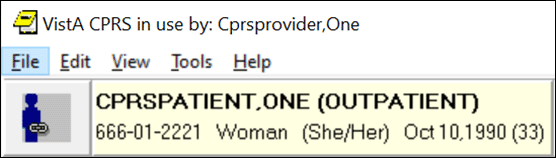 VistA CPRS in use by: Cprsprovider,One
File Edit View Tools Help
CPRSPATIENT,ONE (OUTPATIENT)
666-01-2221 Woman (She/Her) Oct 10,1990 (33)